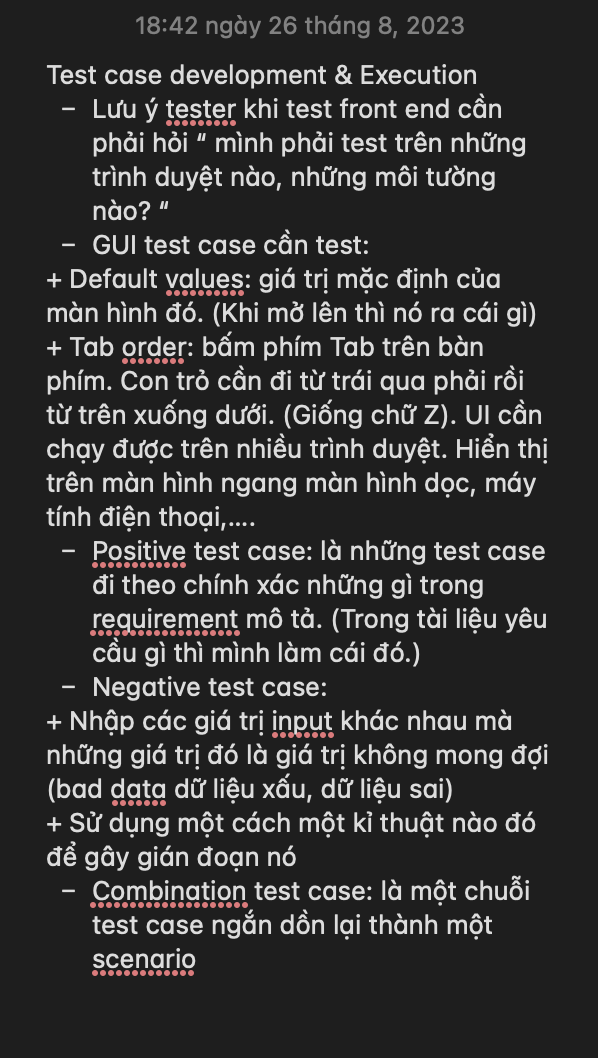 18:42 ngày 26 tháng 8, 2023
Test case development & Execution
– Lưu ý tester khi test front end cần
phải hỏi “ mình phải test trên những
trình duyệt nào, những môi tường
nào? “
– GUI test case cần test:
+ Default values: giá trị mặc định của
màn hình đó. (Khi mở lên thì nó ra cái gì)
+ Tab order: bấm phím Tab trên bàn
phím. Con trỏ cần đi từ trái qua phải rồi
từ trên xuống dưới. (Giống chữ Z). UI cần
chạy được trên nhiều trình duyệt. Hiển thị
trên màn hình ngang màn hình dọc, máy
tính điện thoại,....
– Positive test case: là những test case
đi theo chính xác những gì trong
requirement mô tả. (Trong tài liệu yêu
cầu gì thì mình làm cái đó.)
– Negative test case:
+ Nhập các giá trị input khác nhau mà
những giá trị đó là giá trị không mong đợi
(bad data dữ liệu xấu, dữ liệu sai)
+ Sử dụng một cách một kỉ thuật nào đó
để gây gián đoạn nó
– Combination test case: là một chuỗi
test case ngắn dồn lại thành một
scenario